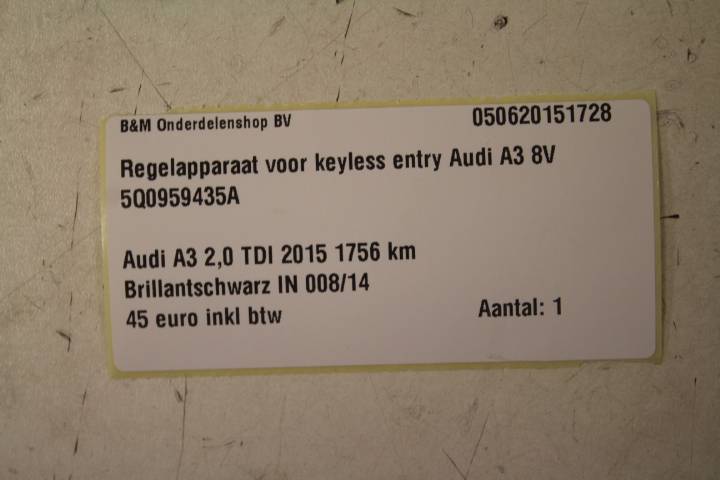 B&M Onderdelenshop BV 050620151728
Regelapparaat voor keyless entry Audi A3 8V
5Q0959435A
Audi A3 2,0 TDI 2015 1756 km
Brillantschwarz IN 008/14
45 euro inkl btw Aantal: 1